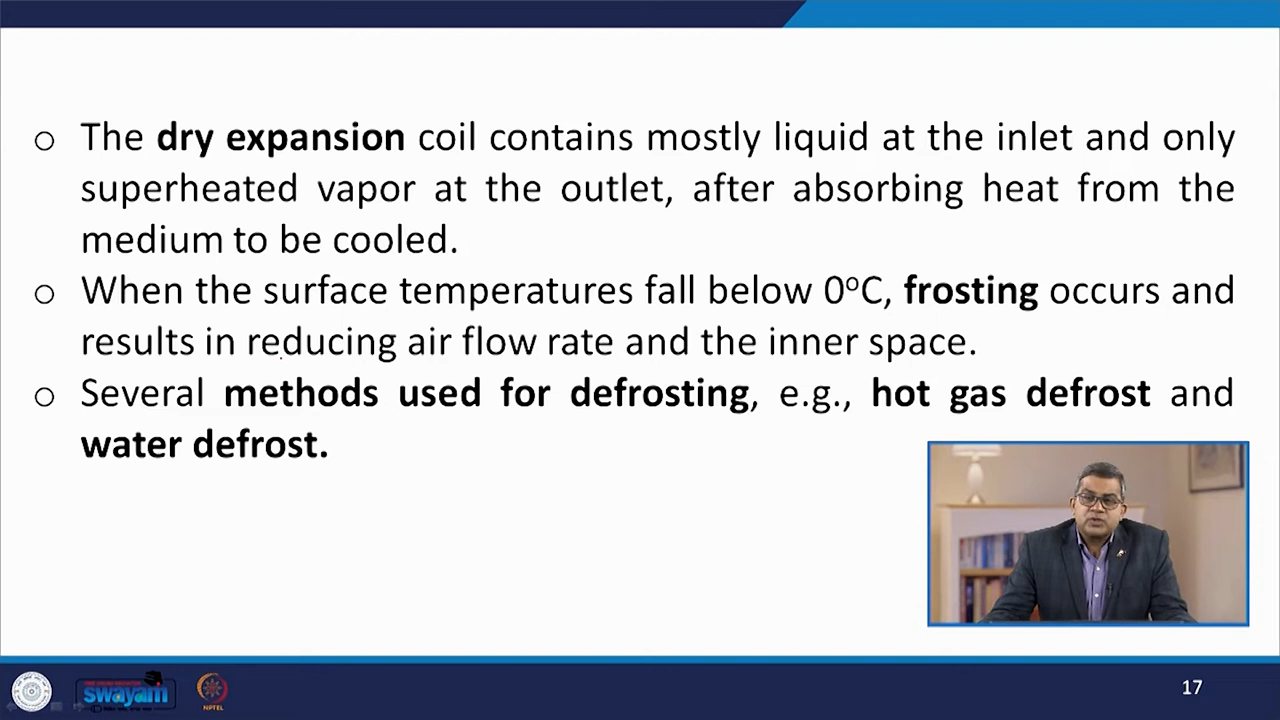 o The dry expansion coil contains mostly liquid at the inlet and only
superheated vapor at the outlet, after absorbing heat from the
medium to be cooled.
o When the surface temperatures fall below 0oC, frosting occurs and
results in reducing air flow rate and the inner space.
o Several methods used for defrosting, e.g., hot gas defrost and
water defrost.
swayam
NPTEL
17